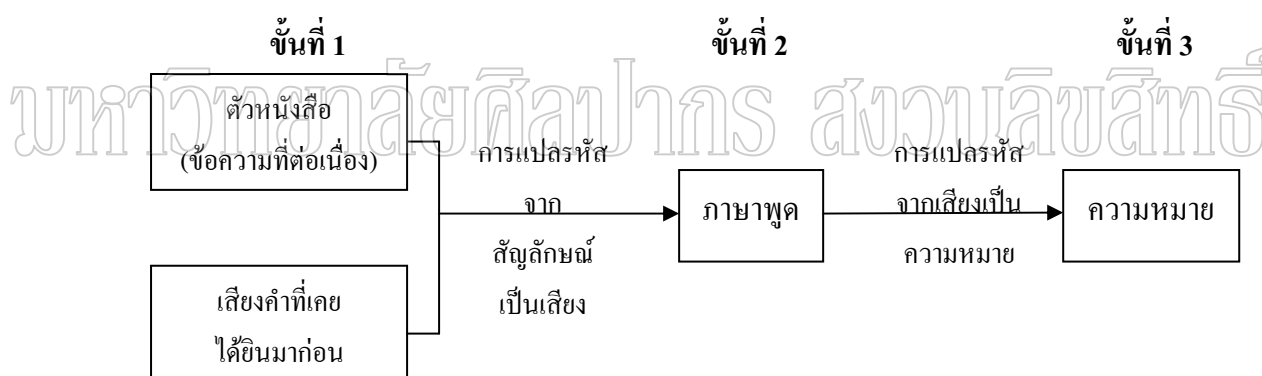 ขั้นที่ 1
ขั้นที่ 2
ขั้นที่ 3
มหาวิทยาลัยศิลปากร สงวนลิขสิทธิ์
ตัวหนังสือ
(ข้อความที่ต่อเนื่อง)
เสียงคำที่เคย
ได้ยินมาก่อน
การแปลรหัส
จาก
สัญลักษณ์
เป็นเสียง
ภาษาพูด
การแปลรหัส
จากเสียงเป็น
ความหมาย
ความหมาย